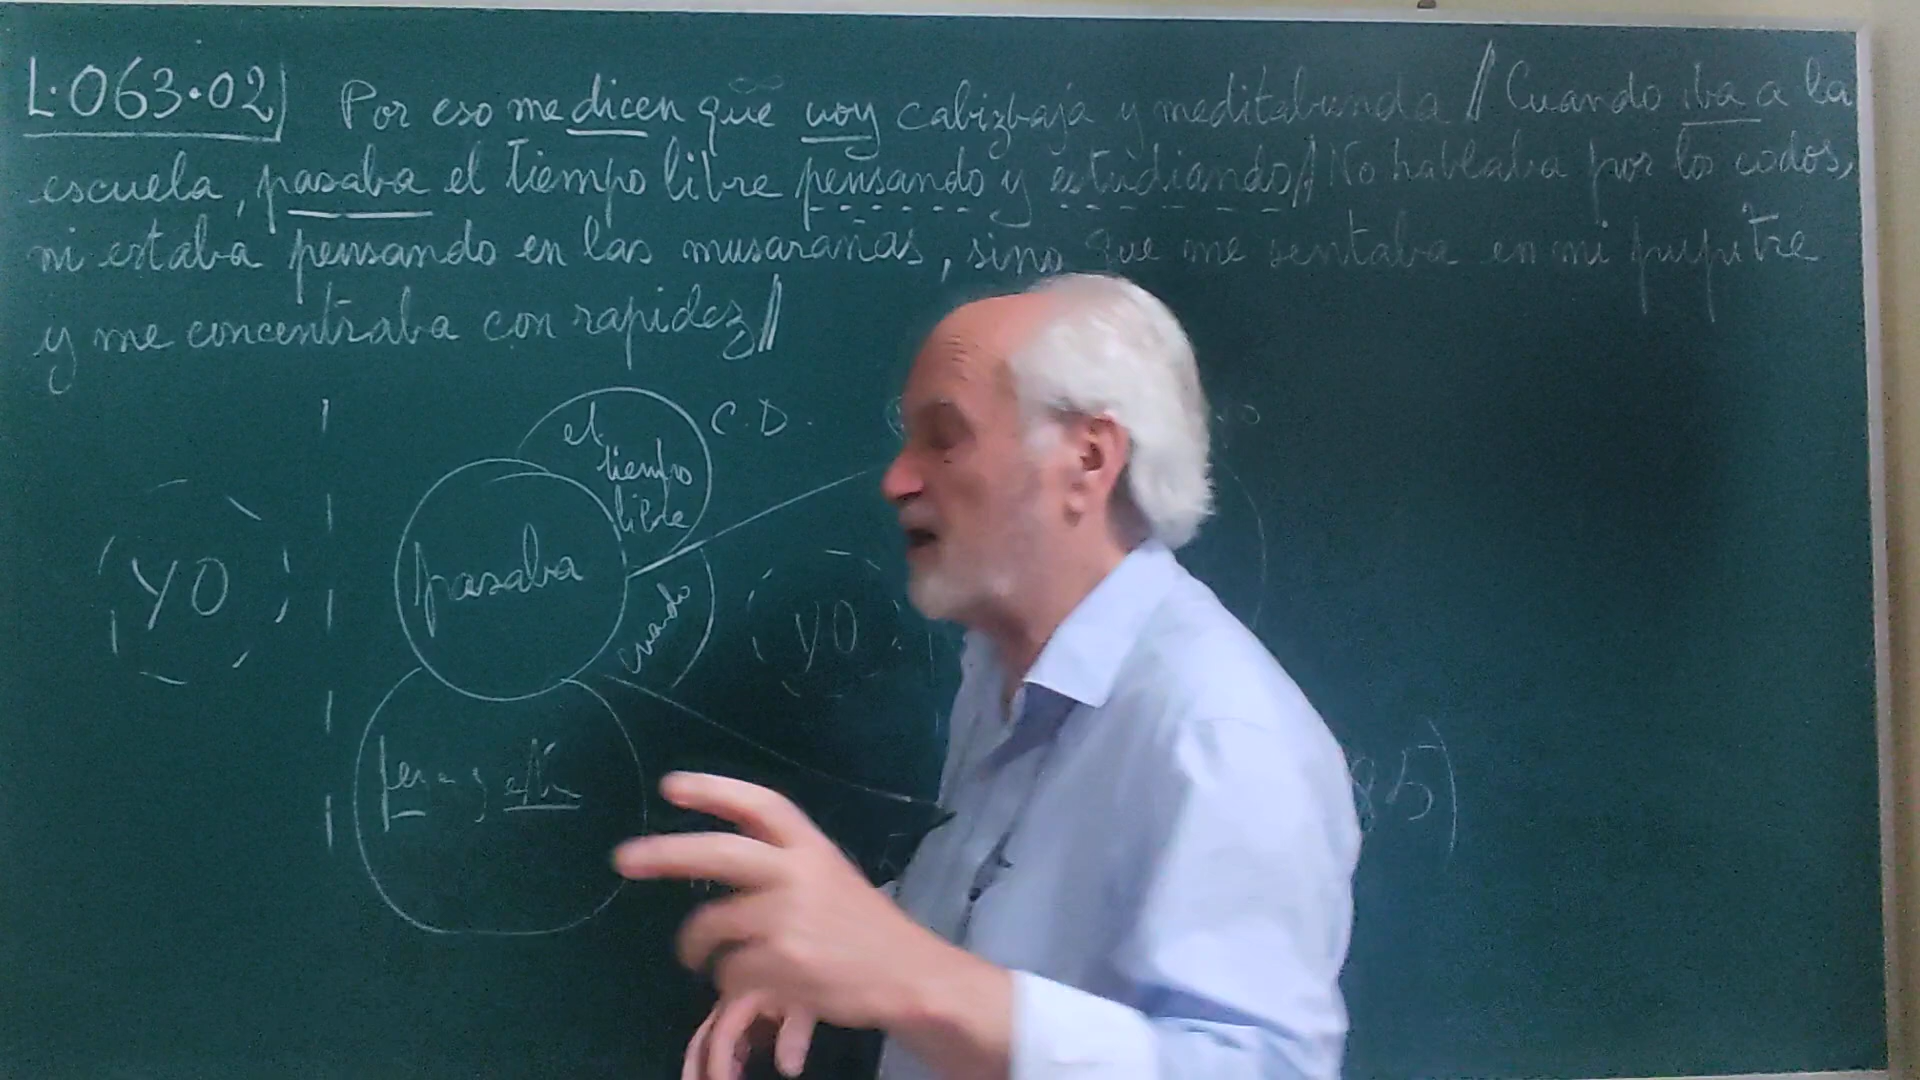 L.063.02 Por eso me dicen que voy cabizbaja y meditabunda // Cuando iba a la
escuela, pasaba el tiempo libre pensando y estudiando // No hablaba por los codos,
ni estaba pensando en las musarañas, sino que me sentaba en mi pupitre
y me concentraba con rapidez //
el tiempo libre
C.D.
YO
pasaba
cuando
YO
85)